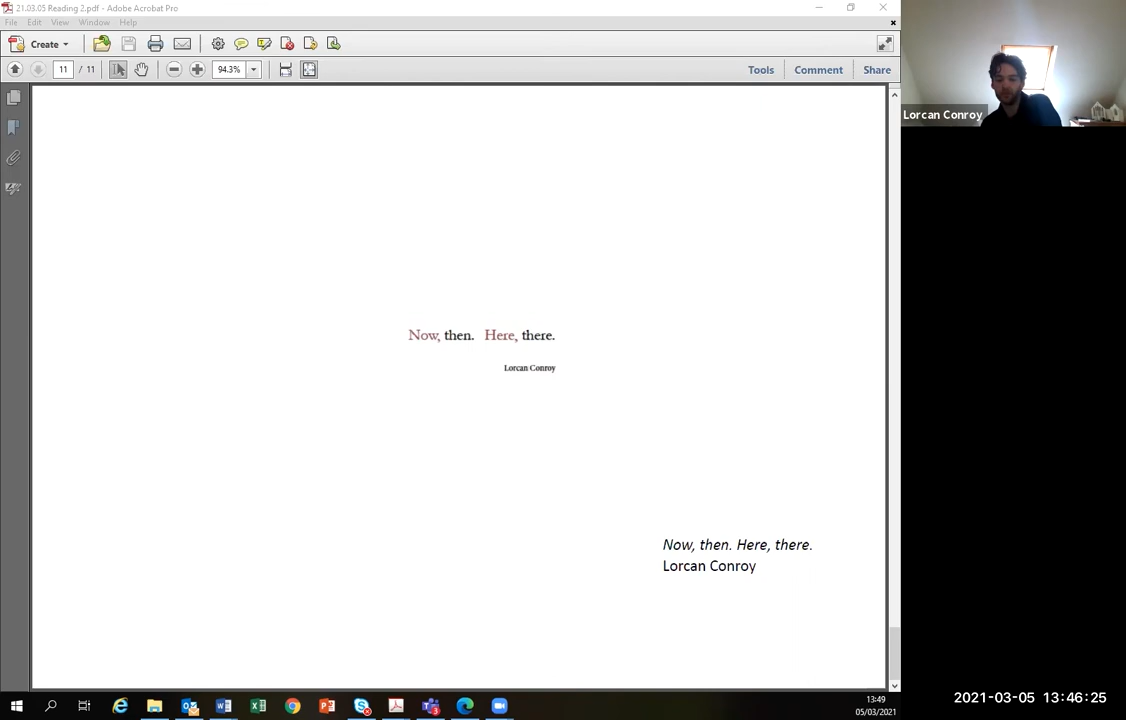 21.03.05 Reading 2.pdf - Adobe Acrobat Pro
File Edit View Window Help
Create
11 / 11
94.3%
Tools Comment Share
Lorcan Conroy
Now, then. Here, there.
Lorcan Conroy
Now, then. Here, there.
Lorcan Conroy
13:49
05/03/2021
2021-03-05 13:46:25